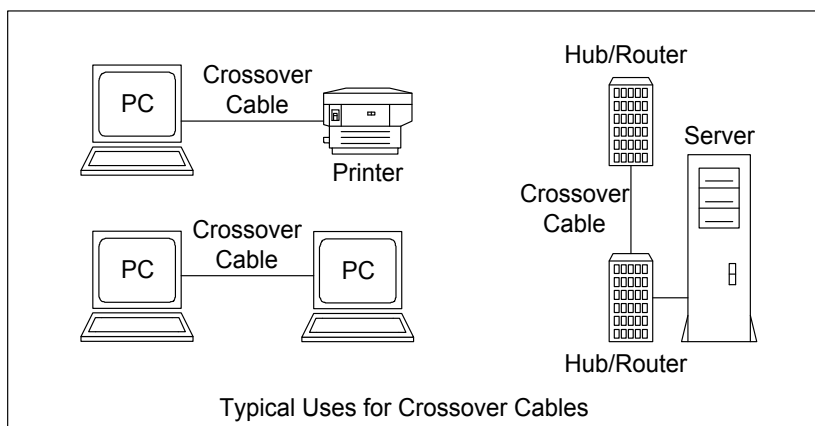 PC
Crossover
Cable
Printer
PC
Crossover
Cable
PC
Hub/Router
Server
Crossover
Cable
Hub/Router
Typical Uses for Crossover Cables